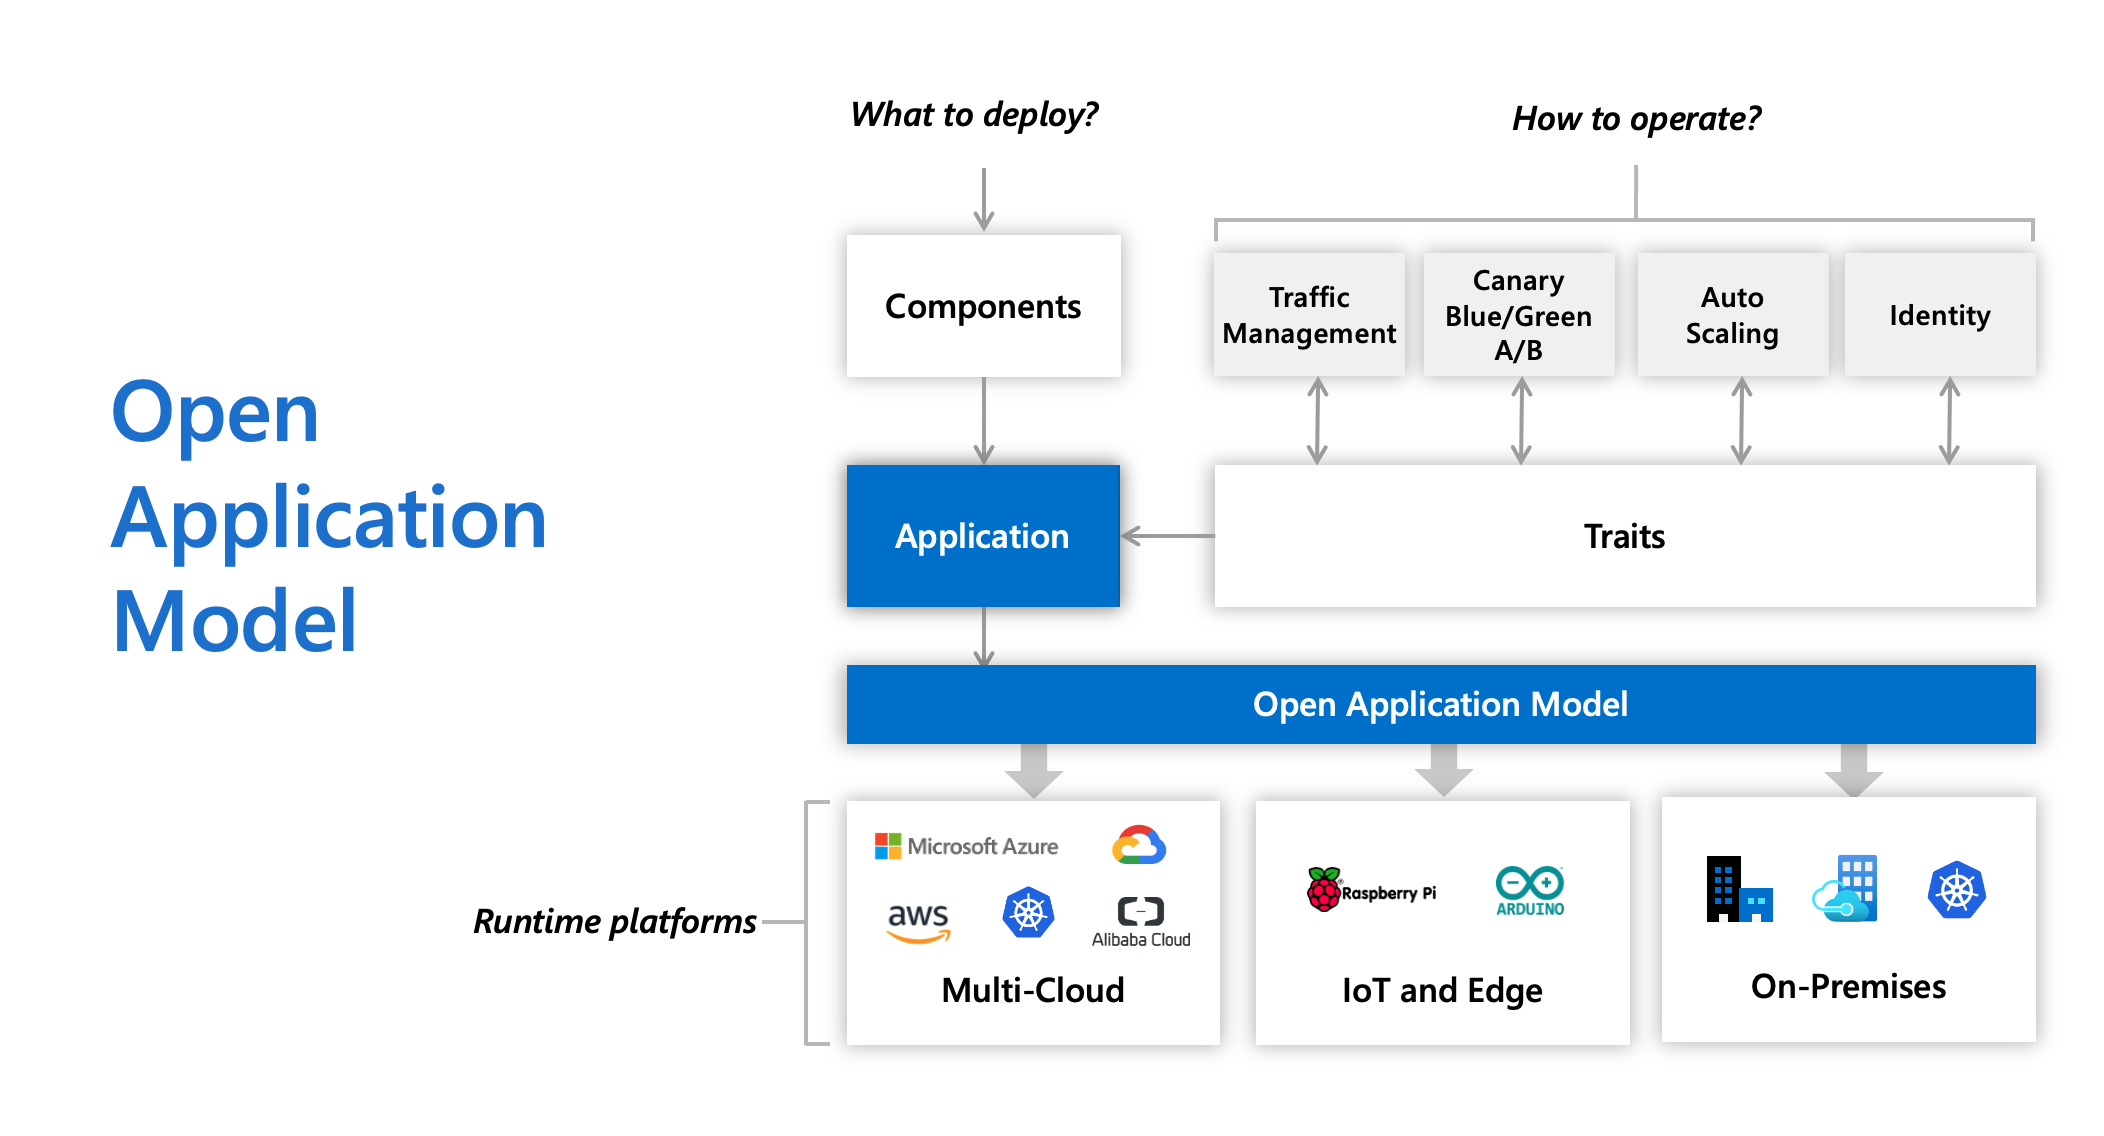 Open
Application
Model
What to deploy?
How to operate?
Components
Traffic
Management
Canary
Blue/Green
A/B
Auto
Scaling
Identity
Application
Traits
Open Application Model
Runtime platforms
Microsoft Azure
aws
Alibaba Cloud
Multi-Cloud
Raspberry Pi
ARDUINO
IoT and Edge
On-Premises